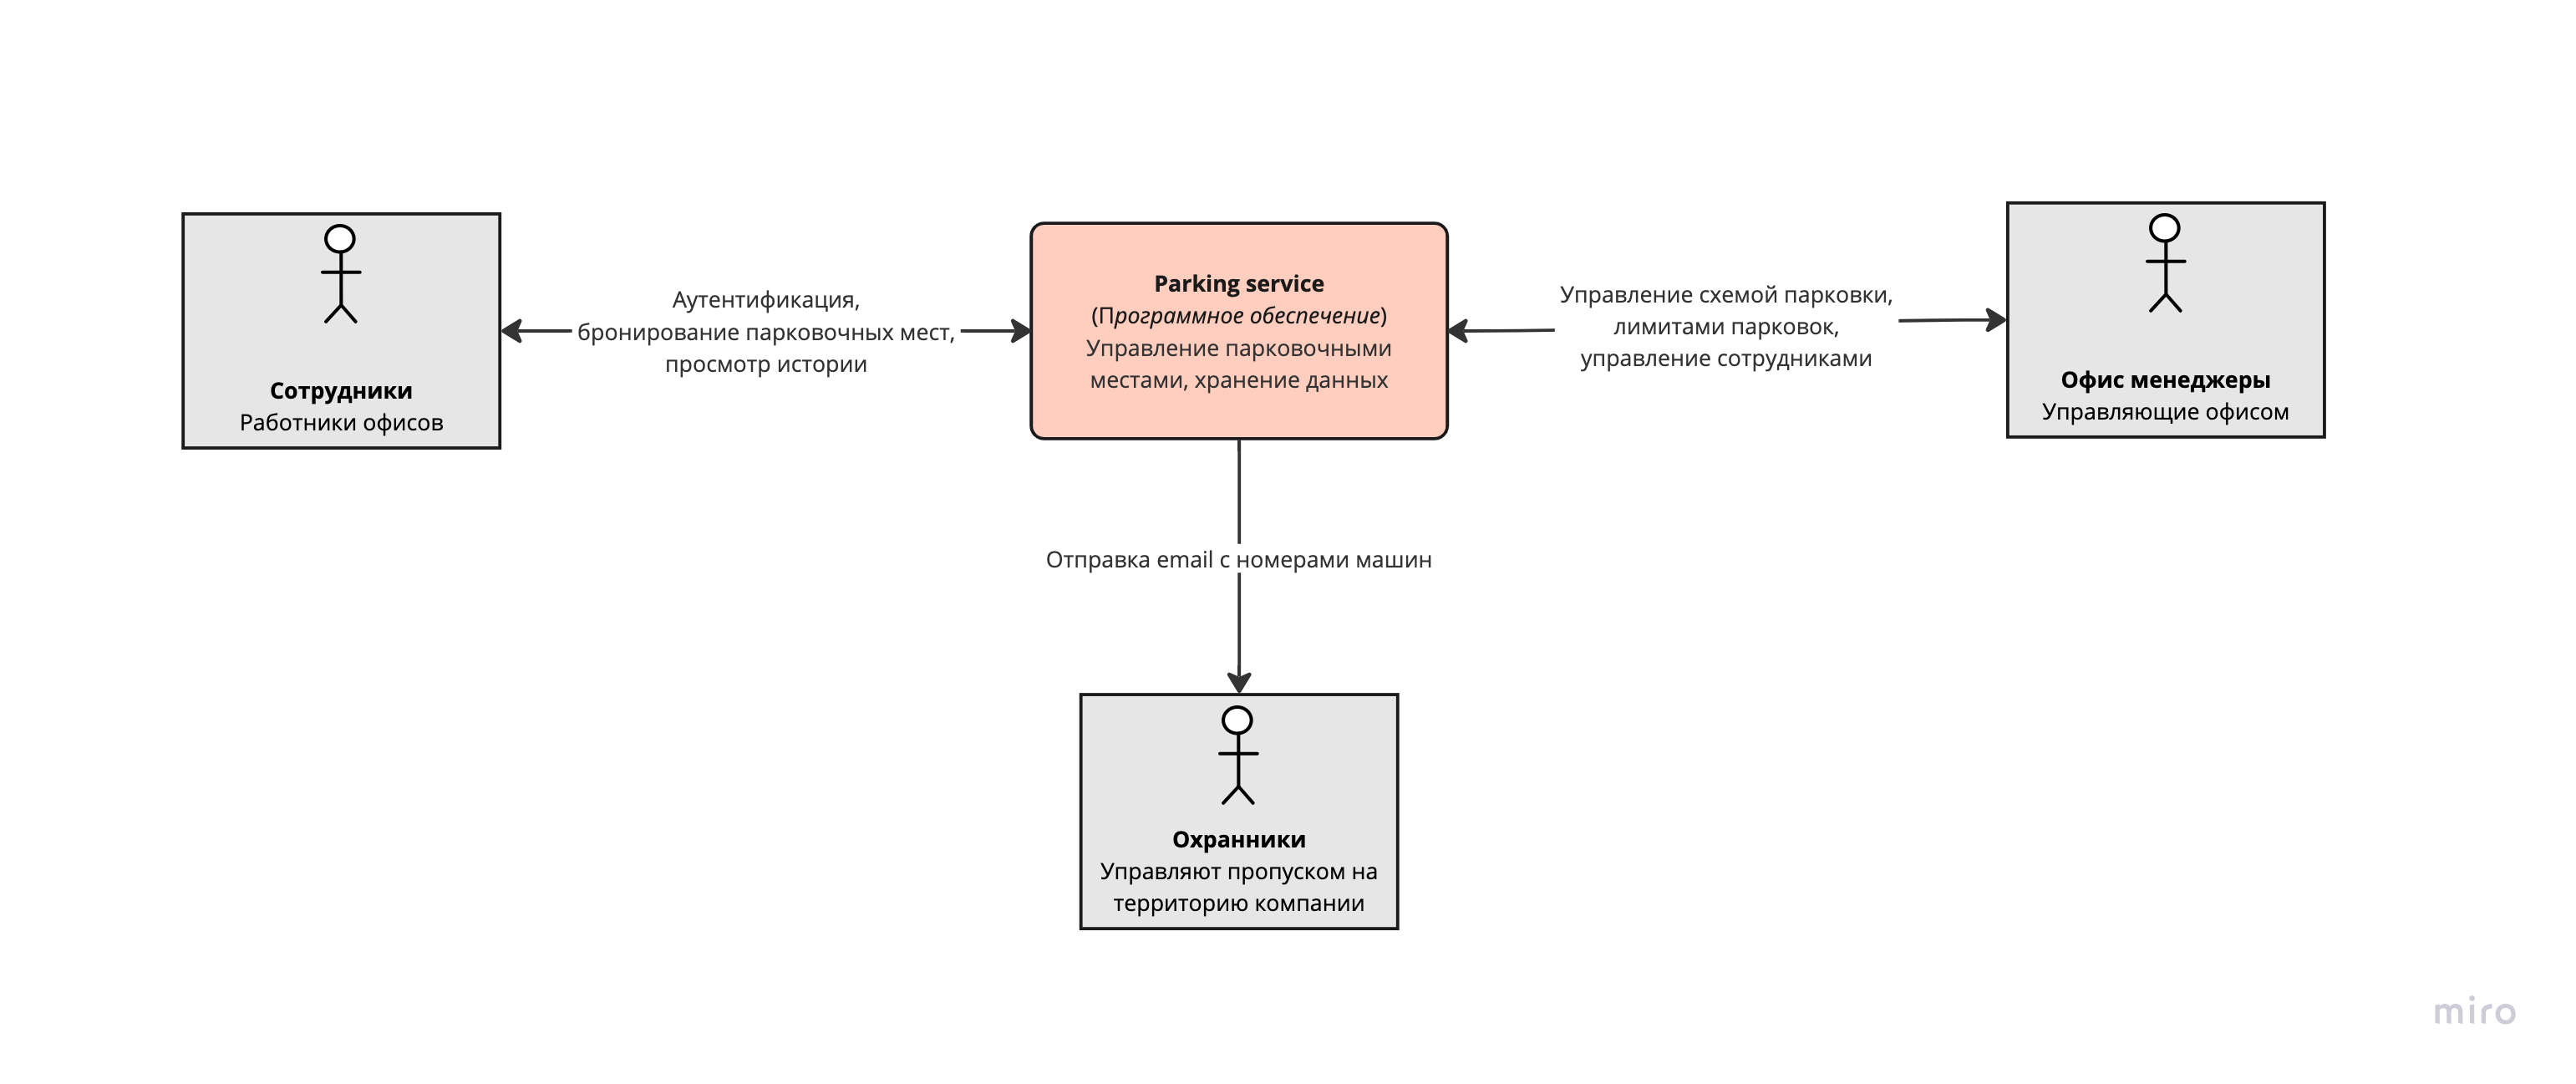 Сотрудники
Работники офисов
Аутентификация,
бронирование парковочных мест,
просмотр истории
Parking service
(Программное обеспечение)
Управление парковочными
местами, хранение данных
Управление схемой парковки,
лимитами парковок,
управление сотрудниками
Офис менеджеры
Управляющие офисом
Отправка email с номерами машин
Охранники
Управляют пропуском на
территорию компании
miro